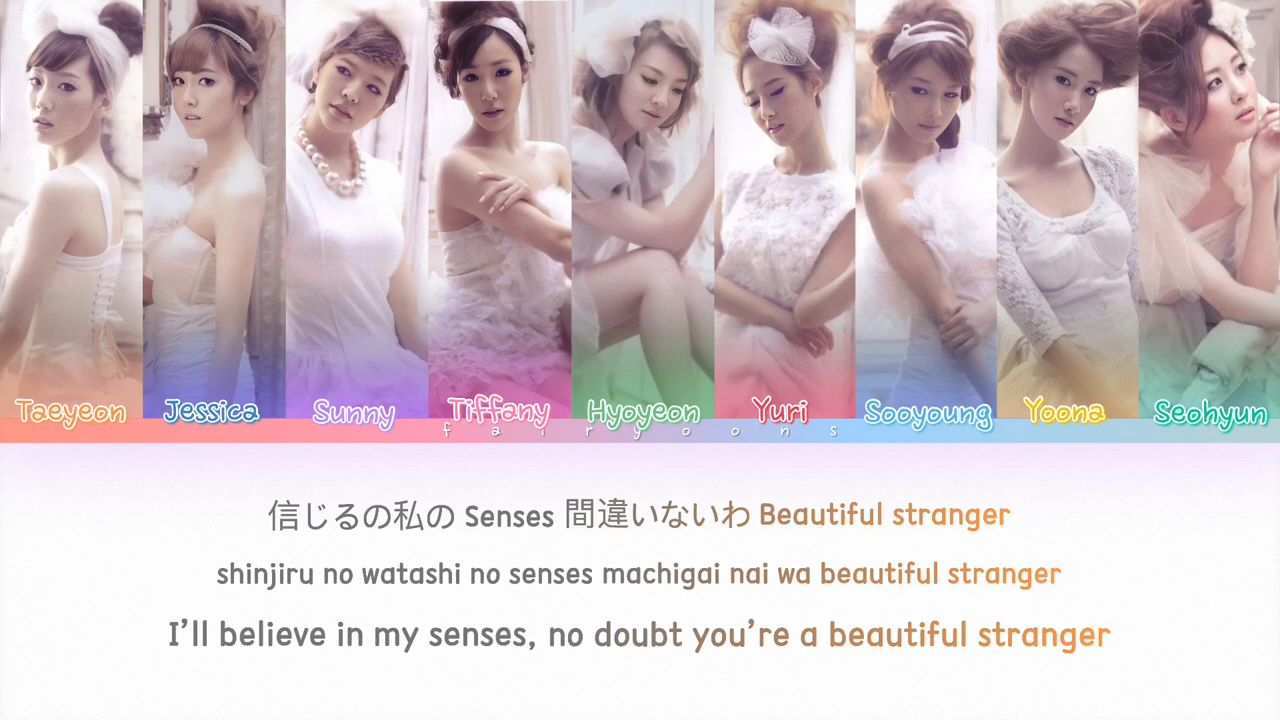 Taeyeon Jessica Sunny Tiffany Hyoyeon Yuri Sooyoung Yoona Seohyun
fairyoons
信じるの私の Senses 間違いないわ Beautiful stranger
shinjiru no watashi no senses machigai nai wa beautiful stranger
I’ll believe in my senses, no doubt you’re a beautiful stranger